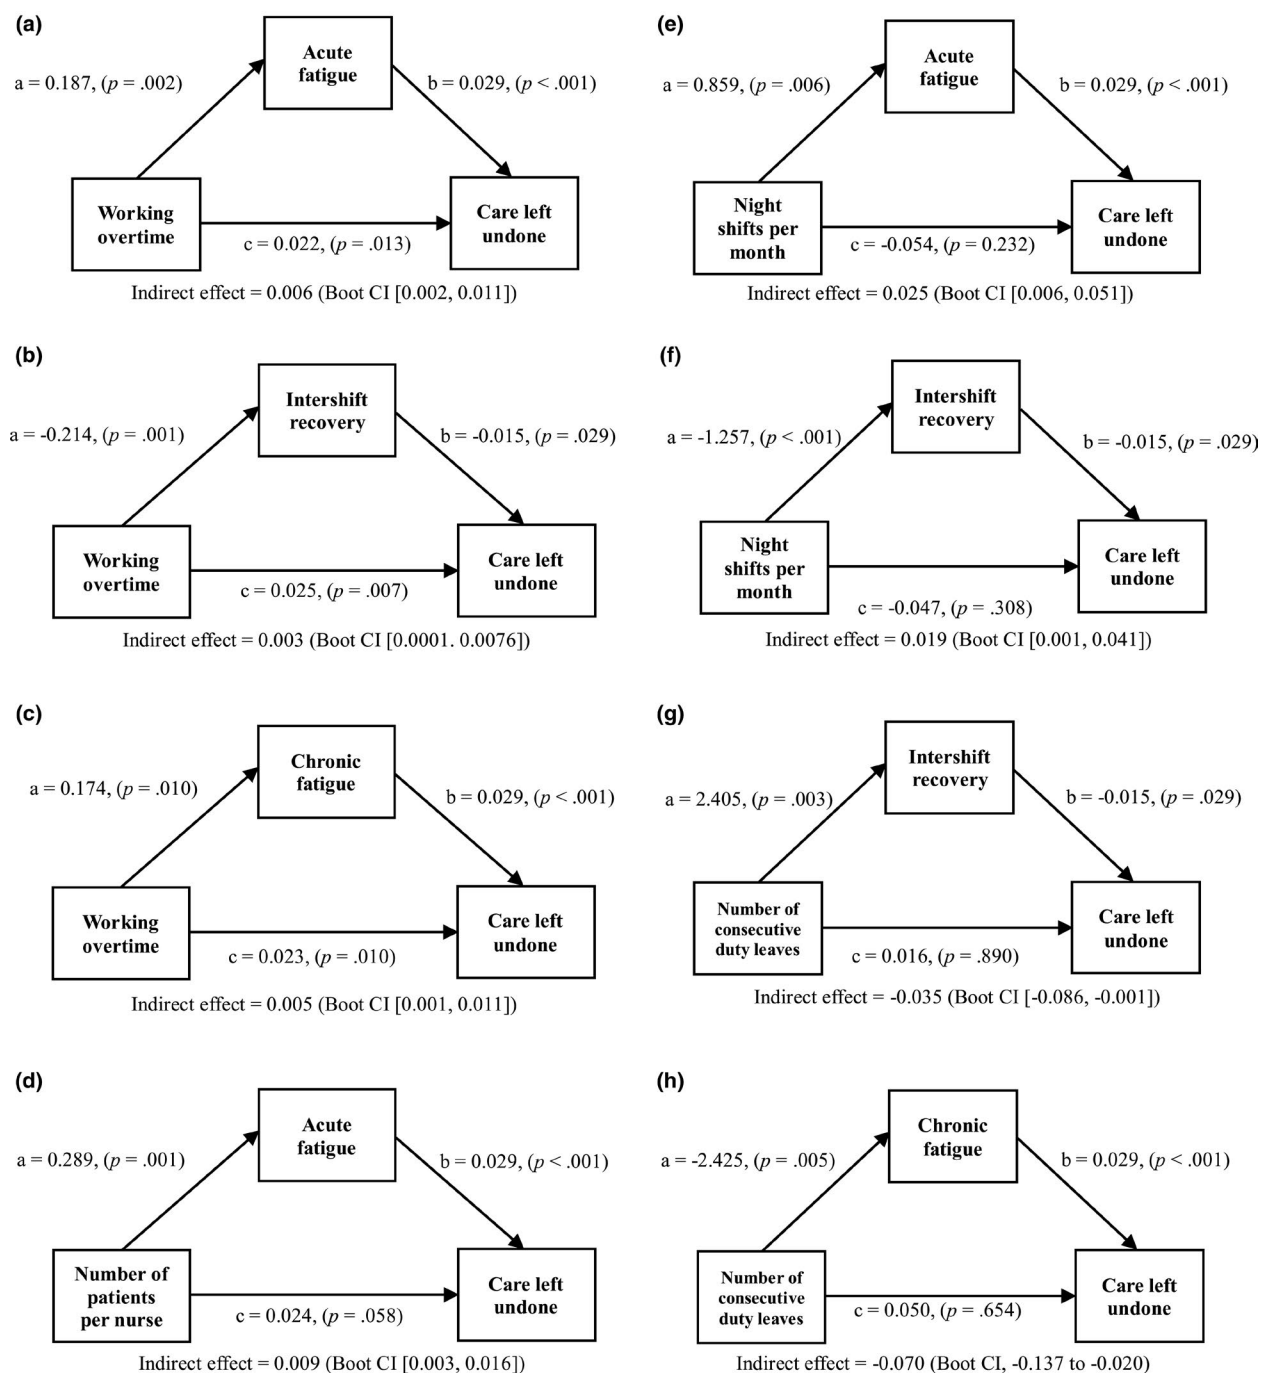 (a)
Acute
fatigue
a = 0.187, (p = .002)
b = 0.029, (p < .001)
Working
overtime
Care left
undone
c = 0.022, (p = .013)
Indirect effect = 0.006 (Boot CI [0.002, 0.011])
(b)
Intershift
recovery
a = -0.214, (p = .001)
b = -0.015, (p = .029)
Working
overtime
Care left
undone
c = 0.025, (p = .007)
Indirect effect = 0.003 (Boot CI [0.0001. 0.0076])
(c)
Chronic
fatigue
a = 0.174, (p = .010)
b = 0.029, (p < .001)
Working
overtime
Care left
undone
c = 0.023, (p = .010)
Indirect effect = 0.005 (Boot CI [0.001, 0.011])
(d)
Acute
fatigue
a = 0.289, (p = .001)
b = 0.029, (p < .001)
Number of
patients
per nurse
Care left
undone
c = 0.024, (p = .058)
Indirect effect = 0.009 (Boot CI [0.003, 0.016])
(e)
Acute
fatigue
a = 0.859, (p = .006)
b = 0.029, (p < .001)
Night
shifts per
month
Care left
undone
c = -0.054, (p = 0.232)
Indirect effect = 0.025 (Boot CI [0.006, 0.051])
(f)
Intershift
recovery
a = -1.257, (p < .001)
b = -0.015, (p = .029)
Night
shifts per
month
Care left
undone
c = -0.047, (p = .308)
Indirect effect = 0.019 (Boot CI [0.001, 0.041])
(g)
Intershift
recovery
a = 2.405, (p = .003)
b = -0.015, (p = .029)
Number of
consecutive
duty leaves
Care left
undone
c = 0.016, (p = .890)
Indirect effect = -0.035 (Boot CI [-0.086, -0.001])
(h)
Chronic
fatigue
a = -2.425, (p = .005)
b = 0.029, (p < .001)
Number of
consecutive
duty leaves
Care left
undone
c = 0.050, (p = .654)
Indirect effect = -0.070 (Boot CI, -0.137 to -0.020)